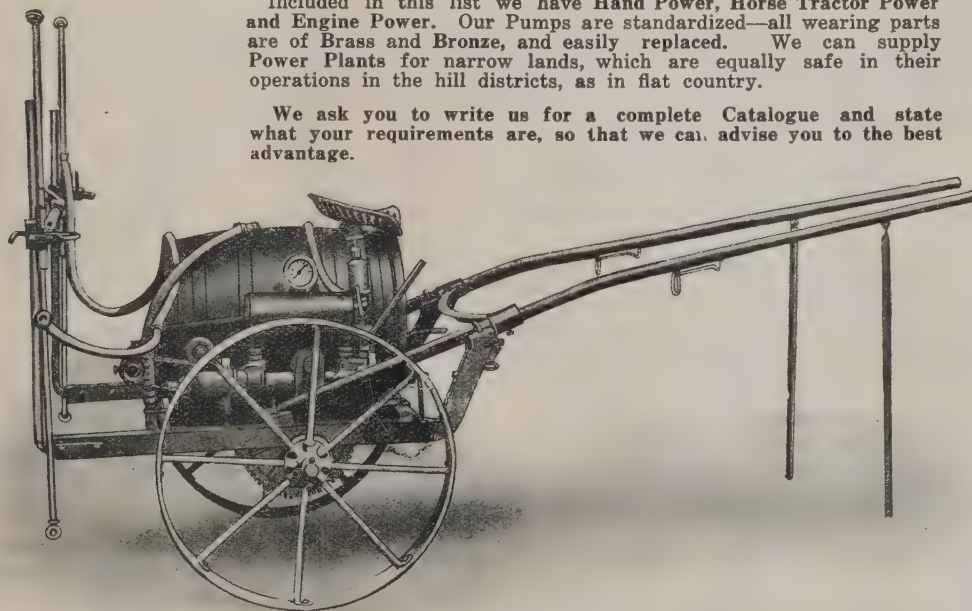 Included in this list we have Hand Power, Horse Tractor Power
and Engine Power. Our Pumps are standardized—all wearing parts
are of Brass and Bronze, and easily replaced. We can supply
Power Plants for narrow lands, which are equally safe in their
operations in the hill districts, as in flat country.
We ask you to write us for a complete Catalogue and state
what your requirements are, so that we can advise you to the best
advantage.